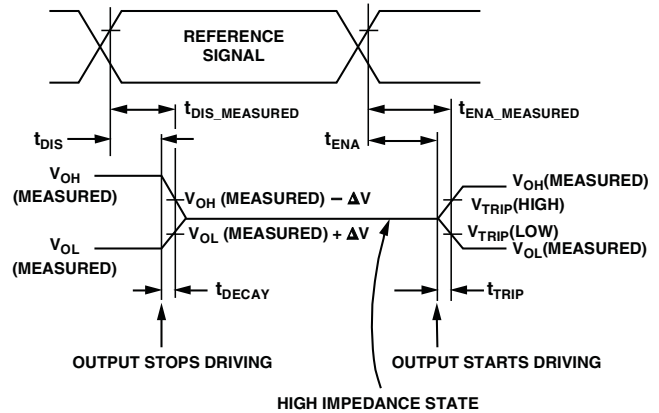 REFERENCE
SIGNAL
tDIS_MEASURED
tENA_MEASURED
tDIS
tENA
VOH
(MEASURED)
VOH (MEASURED) – ΔV
VOH(MEASURED)
VTRIP(HIGH)
VOL
(MEASURED)
VOL (MEASURED) + ΔV
VTRIP(LOW)
VOL(MEASURED)
tDECAY
tTRIP
OUTPUT STOPS DRIVING
OUTPUT STARTS DRIVING
HIGH IMPEDANCE STATE